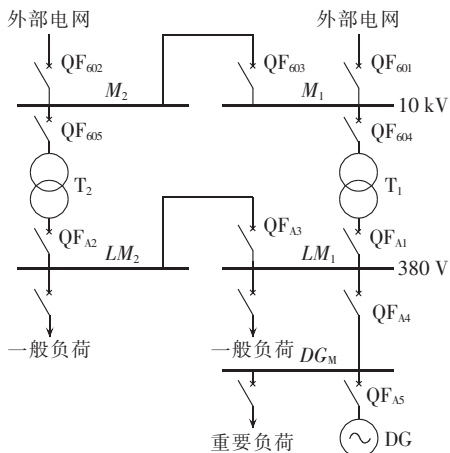 外部电网
外部电网
QF602
QF603
QF601
M2
M1
10 kV
QF605
QF604
T2
T1
QFA2
QFA3
QFA1
LM2
LM1
380 V
QFA4
一般负荷
一般负荷
DGM
QFA5
重要负荷
DG